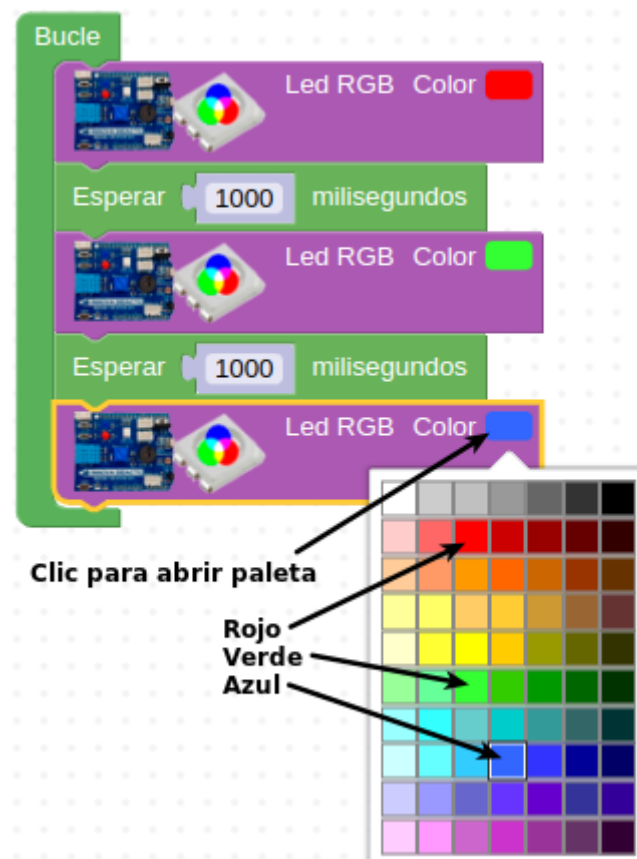 Bucle
Led RGB Color
Esperar 1000 milisegundos
Led RGB Color
Esperar 1000 milisegundos
Led RGB Color
Clic para abrir paleta
Rojo
Verde
Azul